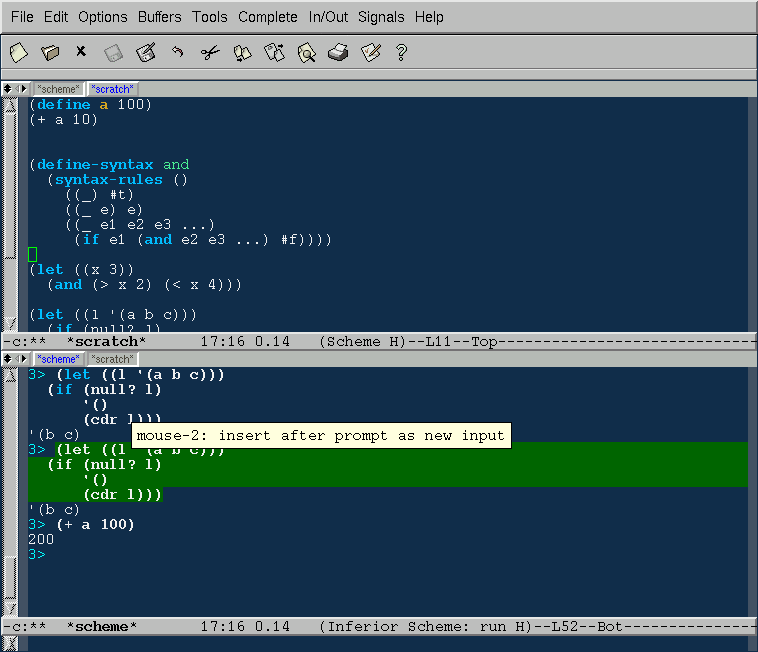 File Edit Options Buffers Tools Complete In/Out Signals Help
*scheme* *scratch*
(define a 100)
(+ a 10)
(define-syntax and
  (syntax-rules ()
    ((_) #t)
    ((_ e) e)
    ((_ e1 e2 e3 ...)
     (if e1 (and e2 e3 ...) #f))))
(let ((x 3))
  (and (> x 2) (< x 4)))
(let ((l '(a b c)))
  (if (null? l)
-c:**  *scratch*      17:16 0.14   (Scheme H)--L11--Top-----------------------------
*scheme* *scratch*
3> (let ((l '(a b c)))
  (if (null? l)
      '()
      (cdr l)))
'(b c)
mouse-2: insert after prompt as new input
3> (let ((l '(a b c)))
  (if (null? l)
      '()
      (cdr l)))
'(b c)
3> (+ a 100)
200
3>
-c:**  *scheme*       17:16 0.14   (Inferior Scheme: run H)--L52--Bot---------------